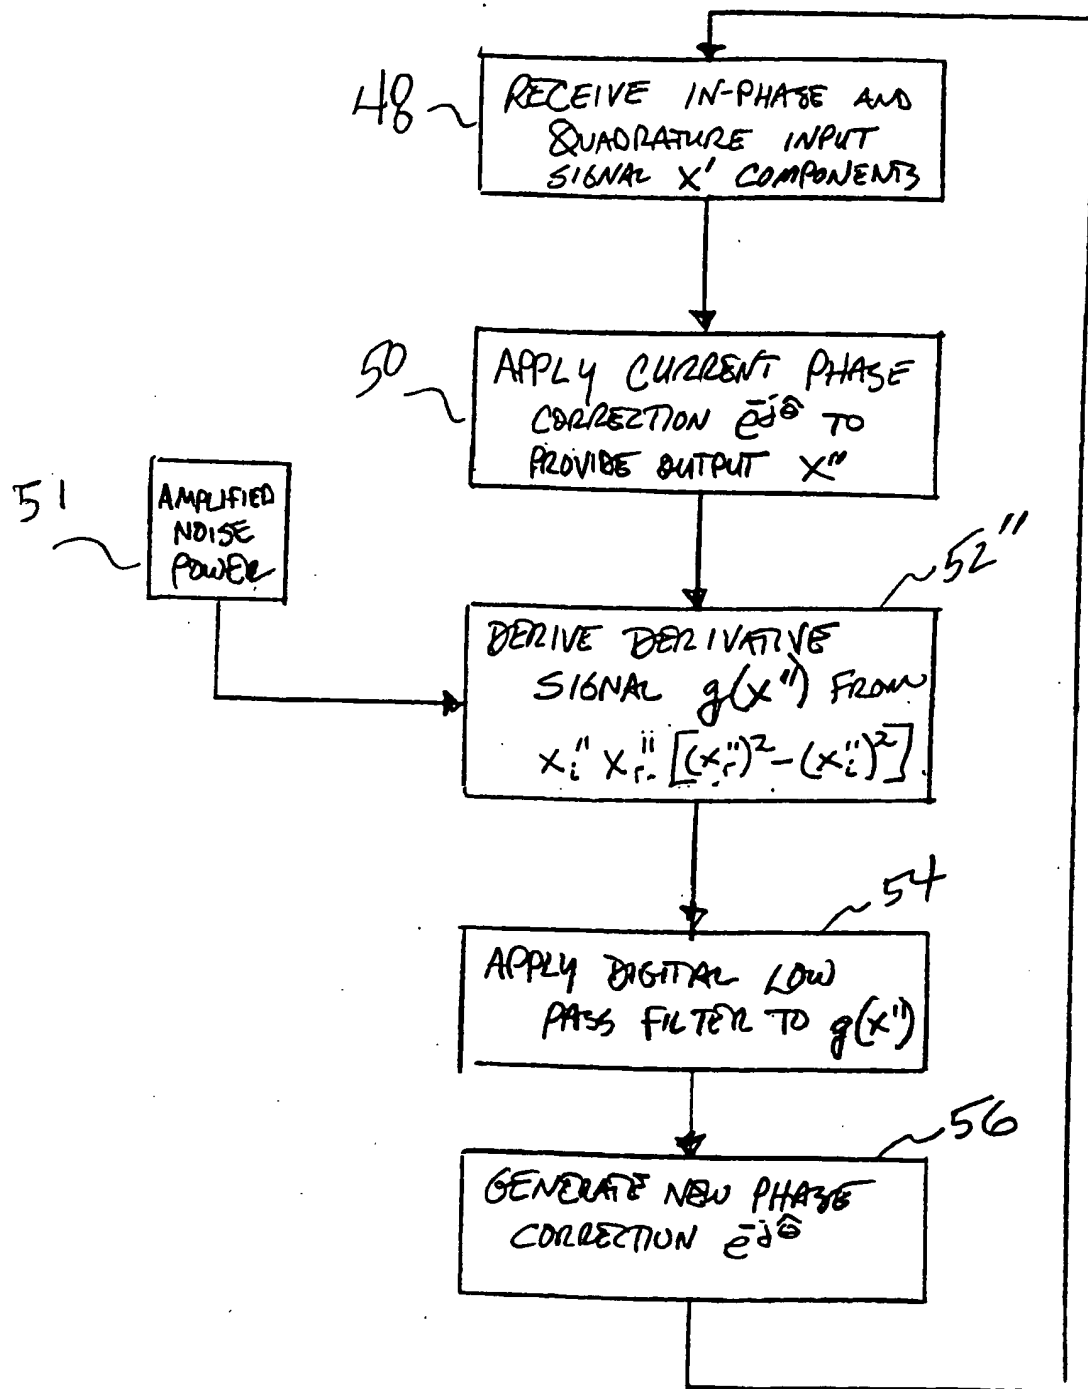 48
RECEIVE IN-PHASE AND
QUADRATURE INPUT
SIGNAL X' COMPONENTS
50
APPLY CURRENT PHASE
CORRECTION e^-jθ̂ TO
PROVIDE OUTPUT X"
51
AMPLIFIED
NOISE
POWER
52"
DERIVE DERIVATIVE
SIGNAL g(x") FROM
x_i" x_r" [(x_r")² - (x_i")²]
54
APPLY DIGITAL LOW
PASS FILTER TO g(x")
56
GENERATE NEW PHASE
CORRECTION e^-jθ̂